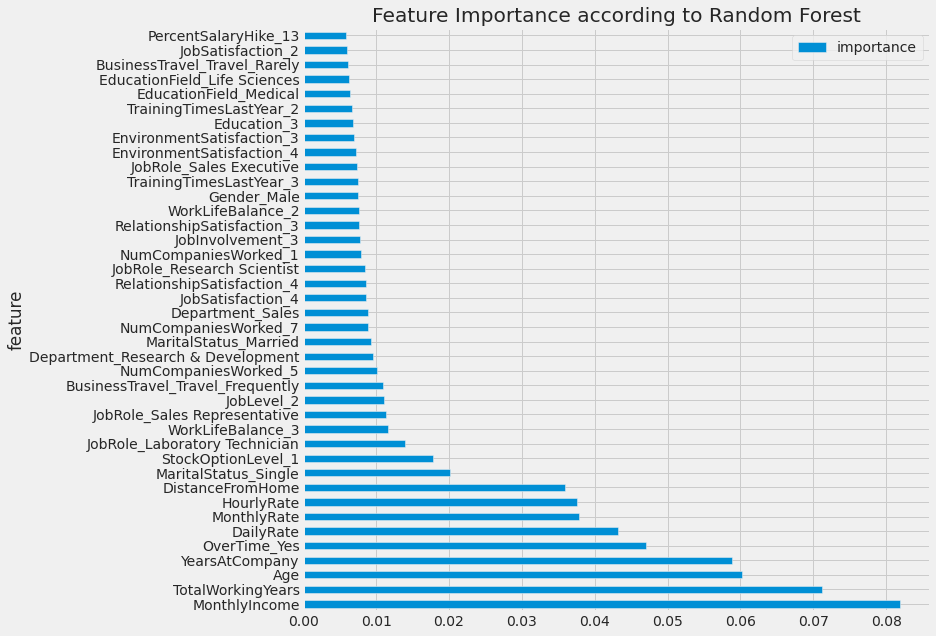 Feature Importance according to Random Forest
importance
feature
PercentSalaryHike_13
JobSatisfaction_2
BusinessTravel_Travel_Rarely
EducationField_Life Sciences
EducationField_Medical
TrainingTimesLastYear_2
Education_3
EnvironmentSatisfaction_3
EnvironmentSatisfaction_4
JobRole_Sales Executive
TrainingTimesLastYear_3
Gender_Male
WorkLifeBalance_2
RelationshipSatisfaction_3
JobInvolvement_3
NumCompaniesWorked_1
JobRole_Research Scientist
RelationshipSatisfaction_4
JobSatisfaction_4
Department_Sales
NumCompaniesWorked_7
MaritalStatus_Married
Department_Research & Development
NumCompaniesWorked_5
BusinessTravel_Travel_Frequently
JobLevel_2
JobRole_Sales Representative
WorkLifeBalance_3
JobRole_Laboratory Technician
StockOptionLevel_1
MaritalStatus_Single
DistanceFromHome
HourlyRate
MonthlyRate
DailyRate
OverTime_Yes
YearsAtCompany
Age
TotalWorkingYears
MonthlyIncome
0.00 0.01 0.02 0.03 0.04 0.05 0.06 0.07 0.08